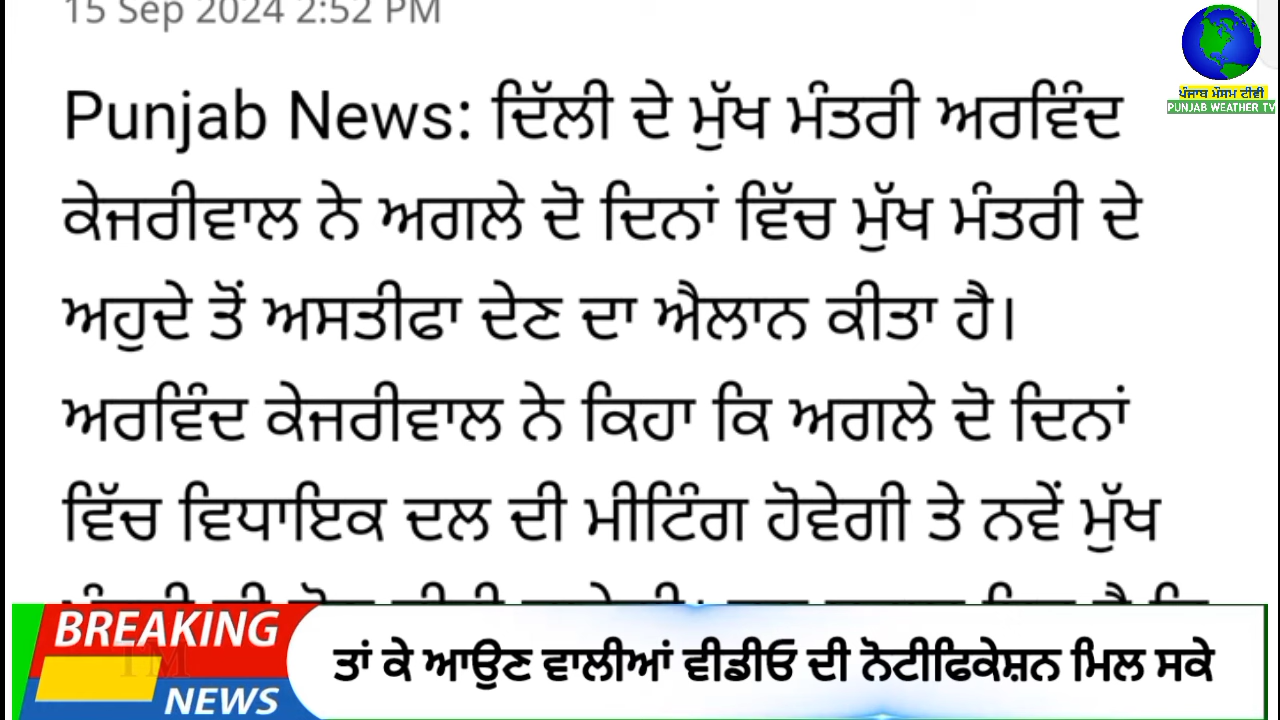 15 Sep 2024 2:52 PM
ਪੰਜਾਬ ਮੌਸਮ ਟੀਵੀ
PUNJAB WEATHER TV
Punjab News: ਦਿੱਲੀ ਦੇ ਮੁੱਖ ਮੰਤਰੀ ਅਰਵਿੰਦ
ਕੇਜਰੀਵਾਲ ਨੇ ਅਗਲੇ ਦੋ ਦਿਨਾਂ ਵਿੱਚ ਮੁੱਖ ਮੰਤਰੀ ਦੇ
ਅਹੁਦੇ ਤੋਂ ਅਸਤੀਫਾ ਦੇਣ ਦਾ ਐਲਾਨ ਕੀਤਾ ਹੈ।
ਅਰਵਿੰਦ ਕੇਜਰੀਵਾਲ ਨੇ ਕਿਹਾ ਕਿ ਅਗਲੇ ਦੋ ਦਿਨਾਂ
ਵਿੱਚ ਵਿਧਾਇਕ ਦਲ ਦੀ ਮੀਟਿੰਗ ਹੋਵੇਗੀ ਤੇ ਨਵੇਂ ਮੁੱਖ
BREAKING
NEWS
ਤਾਂ ਕੇ ਆਉਣ ਵਾਲੀਆਂ ਵੀਡੀਓ ਦੀ ਨੋਟੀਫਿਕੇਸ਼ਨ ਮਿਲ ਸਕੇ